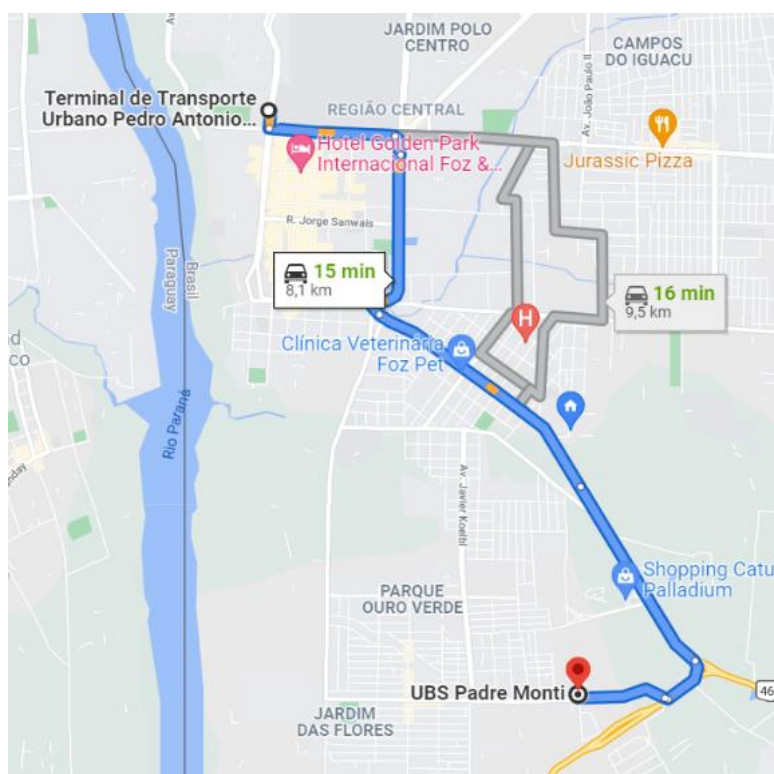 JARDIM POLO
CENTRO
CAMPOS
DO IGUACU
Av. João Paulo II
Terminal de Transporte
Urbano Pedro Antonio...
REGIÃO CENTRAL
Hotel Golden Park
Internacional Foz &...
Jurassic Pizza
R. Jorge Sanwais
Brasil
Paraguay
15 min
8,1 km
16 min
9,5 km
H
Clínica Veterinária
Foz Pet
Rio Paraná
Av. Javier Koelbl
Shopping Catu
Palladium
PARQUE
OURO VERDE
UBS Padre Monti
46
JARDIM
DAS FLORES